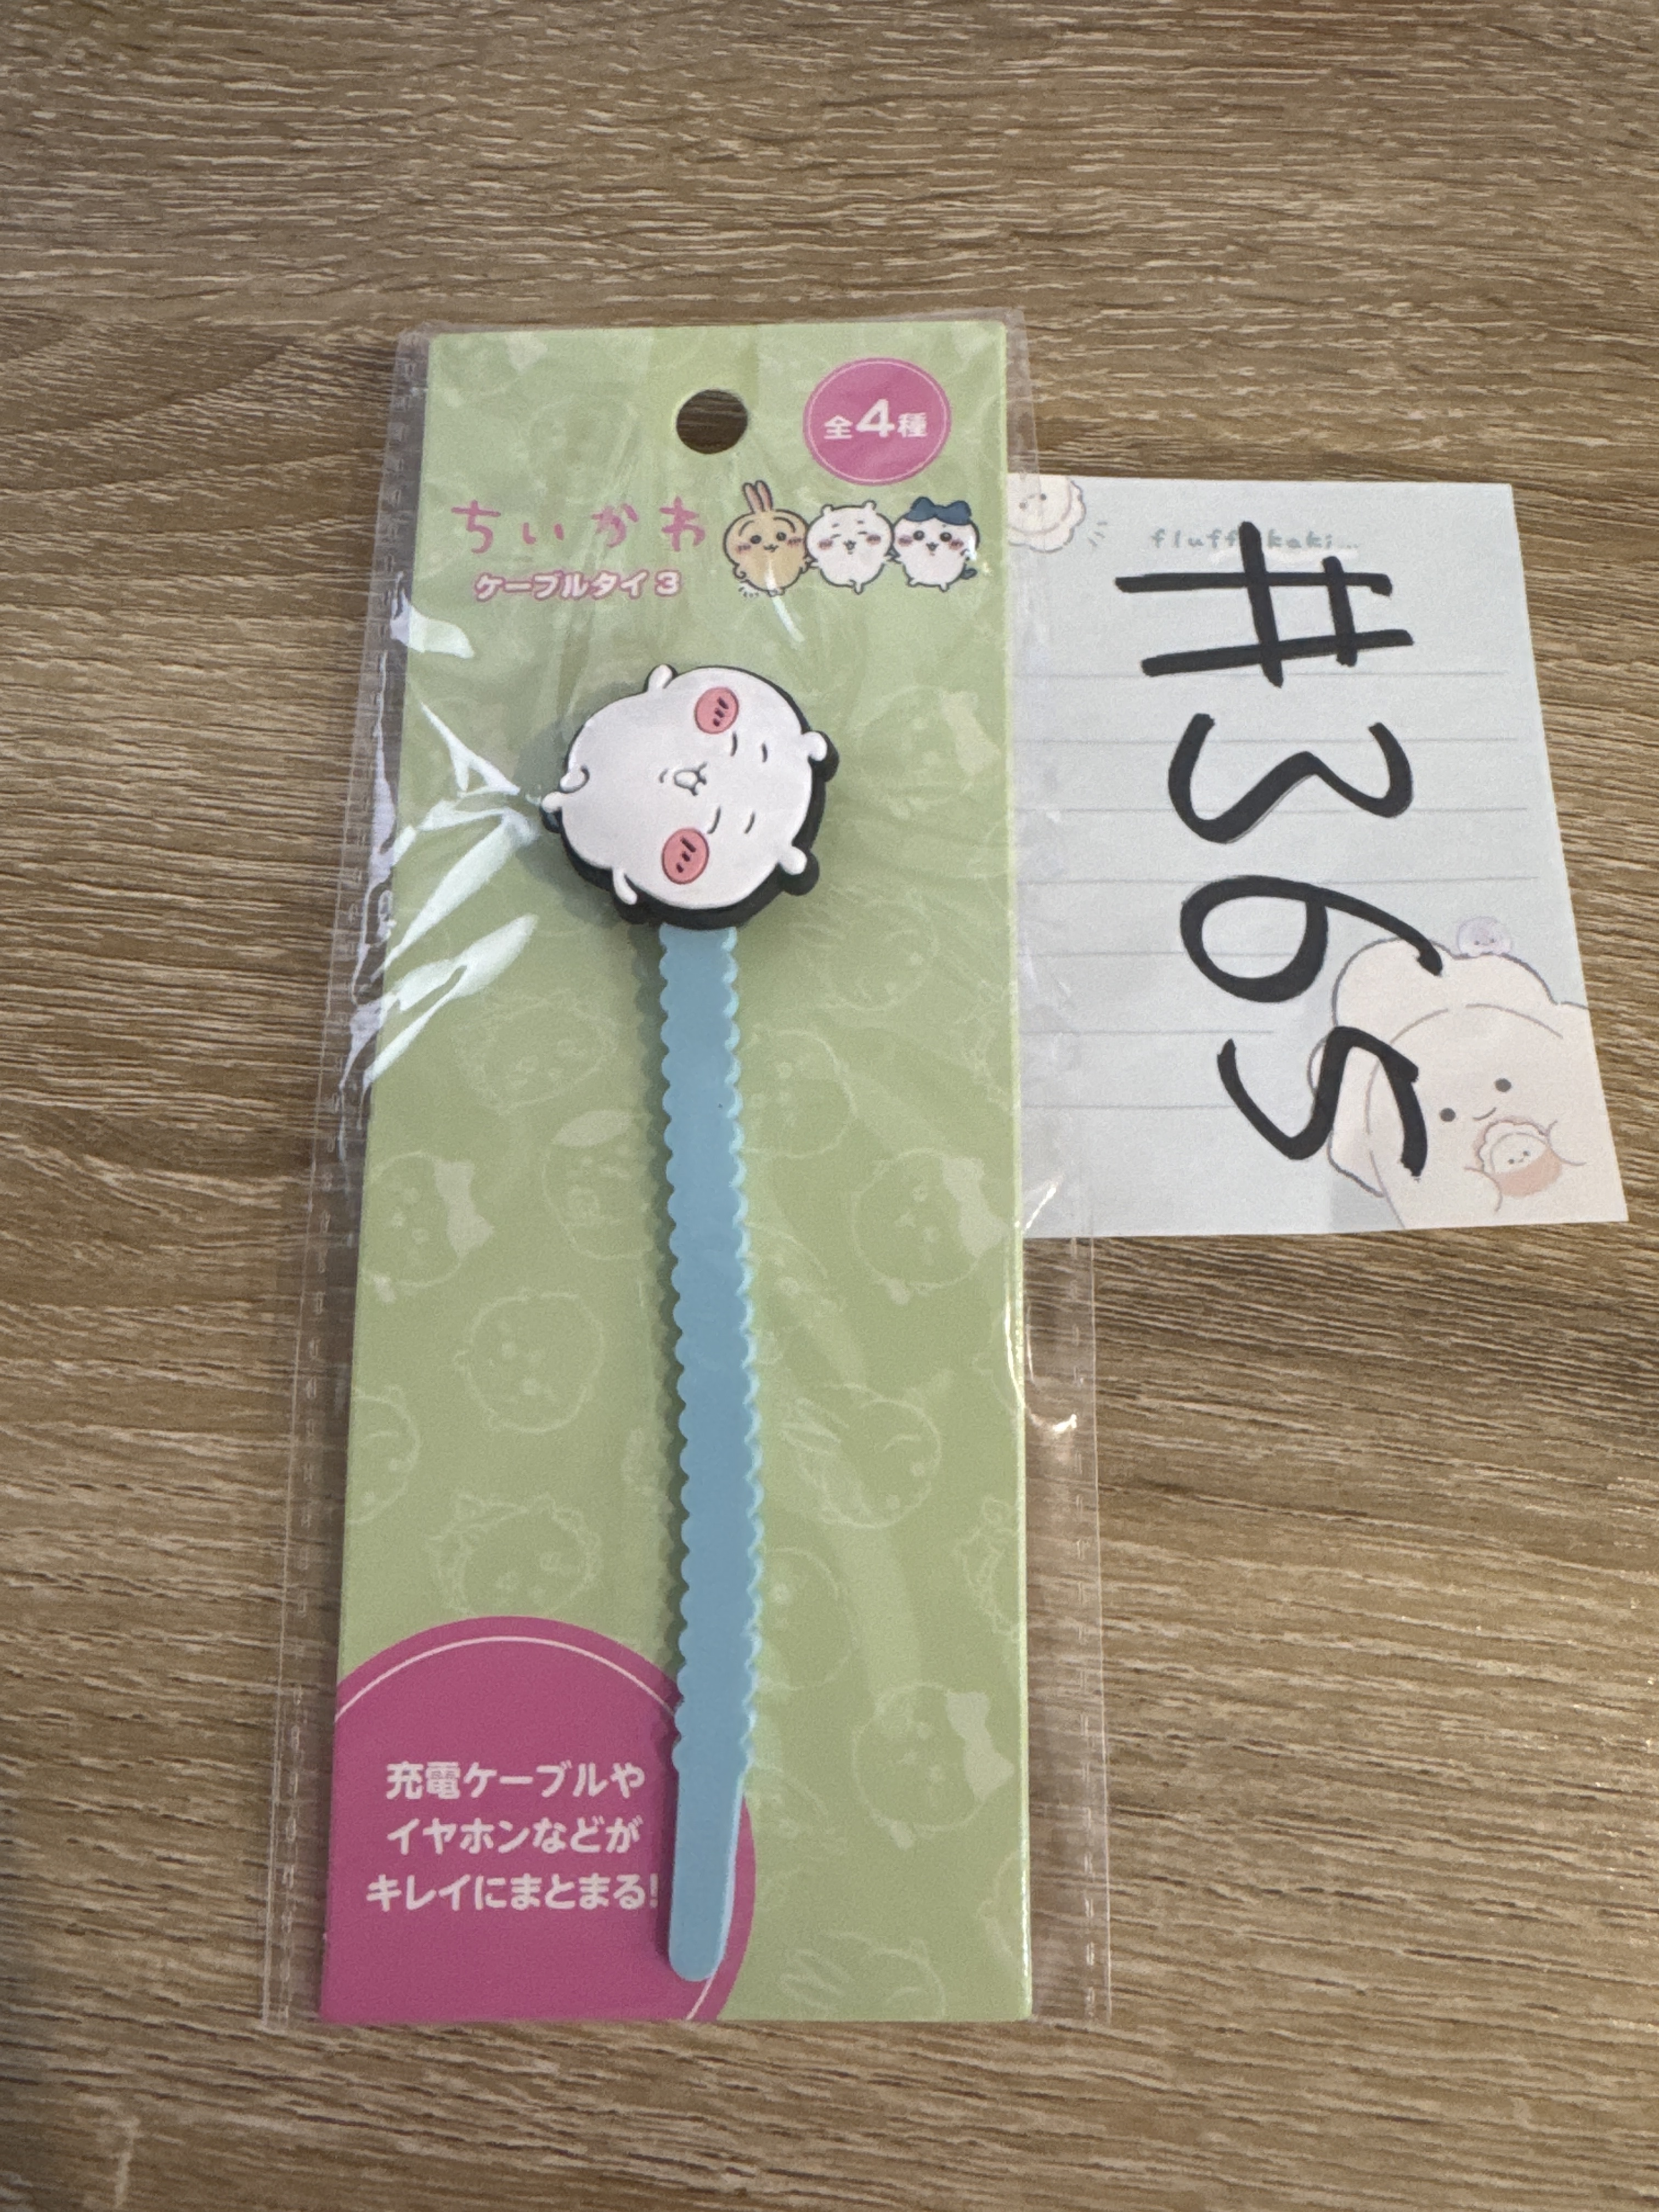 全4種
ちいかわ
ケーブルタイ3
充電ケーブルや
イヤホンなどが
キレイにまとまる!
#365